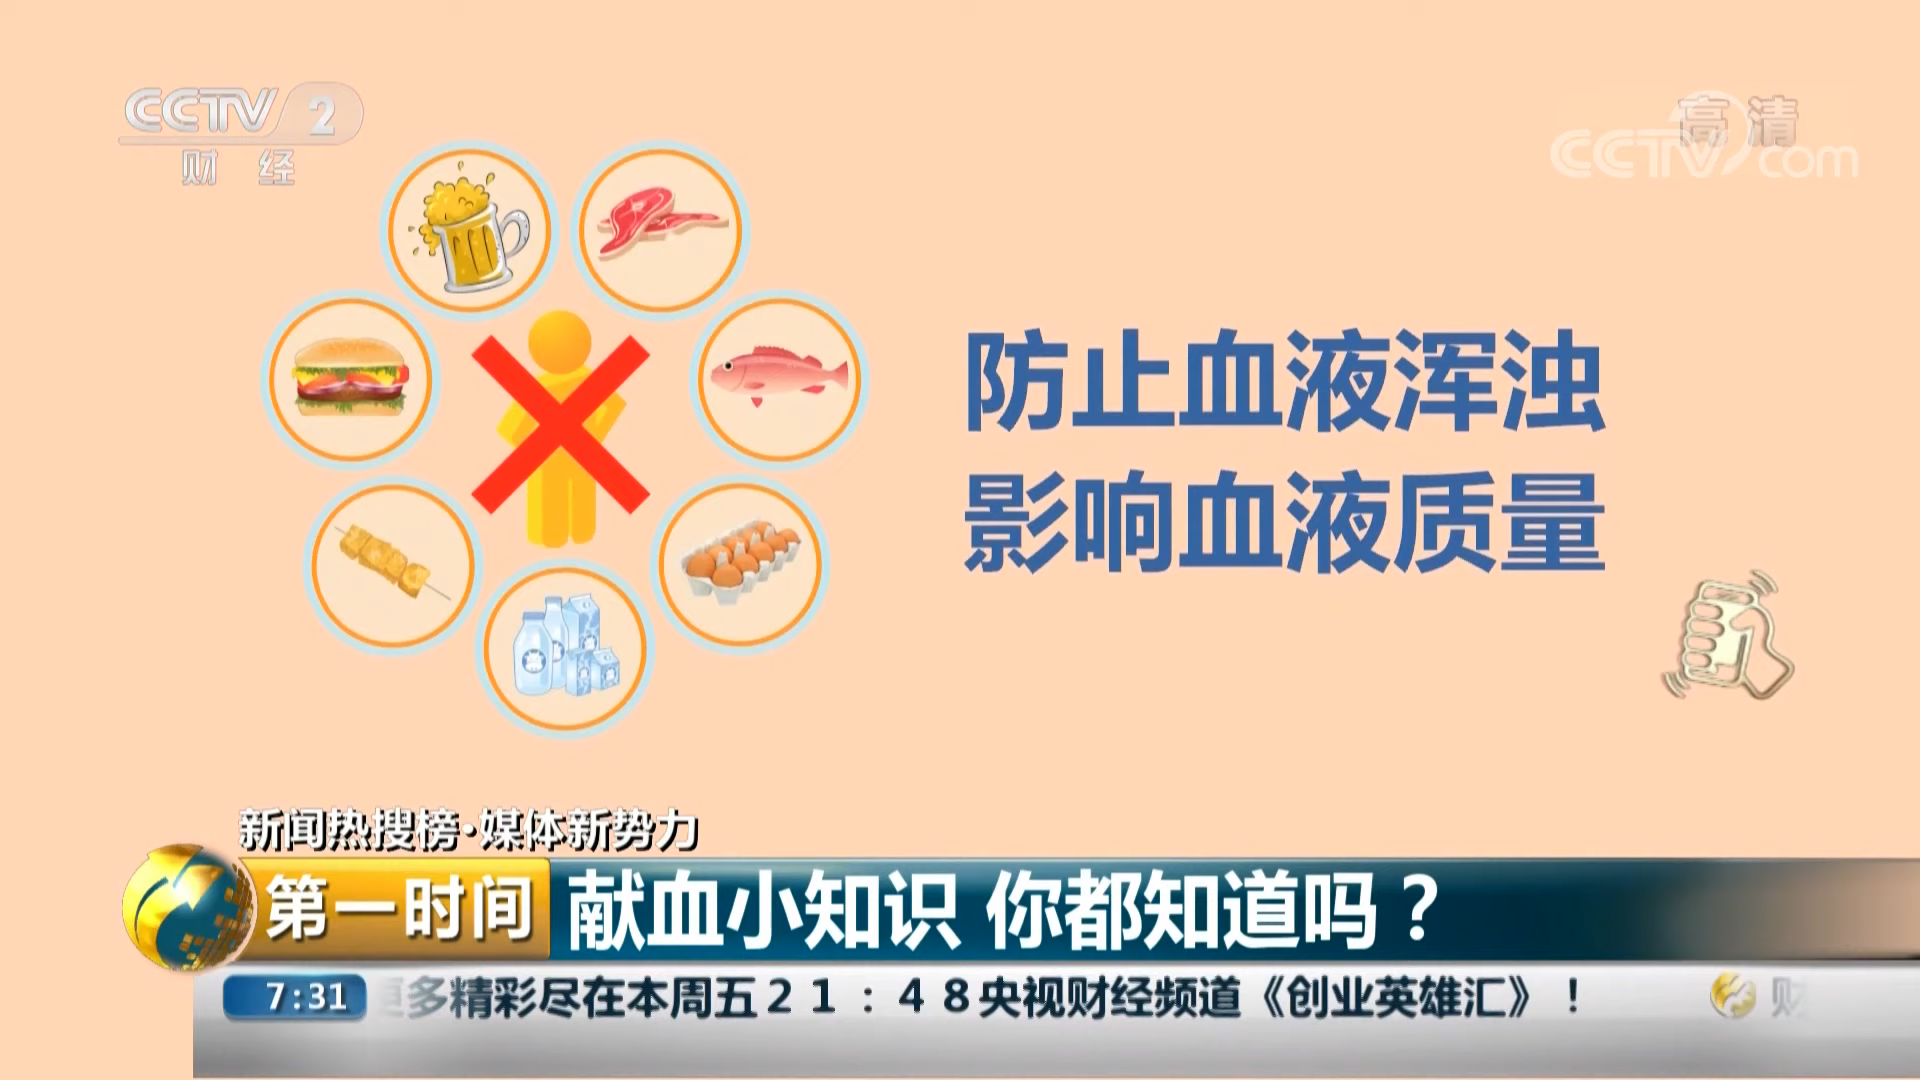 CCTV 2
财 经
高清
CCTV com
防止血液浑浊
影响血液质量
新闻热搜榜·媒体新势力
第一时间
献血小知识 你都知道吗？
7:31
更多精彩尽在本周五21：48央视财经频道《创业英雄汇》！
财